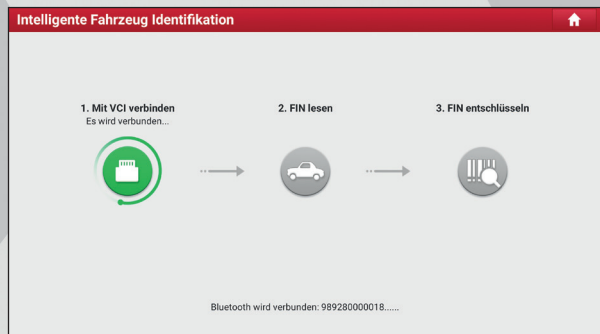 Intelligente Fahrzeug Identifikation
1. Mit VCI verbinden
Es wird verbunden...
2. FIN lesen
3. FIN entschlüsseln
Bluetooth wird verbunden: 989280000018......